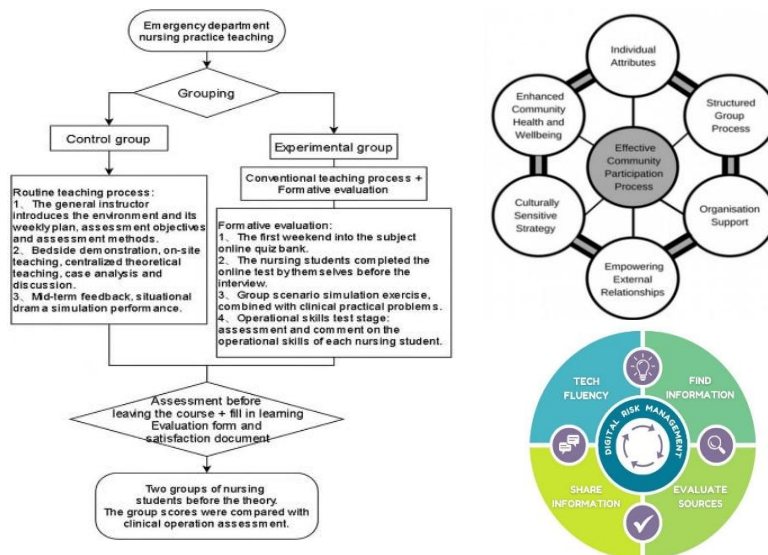 Emergency department
nursing practice teaching
Grouping
Control group
Experimental group
Conventional teaching process +
Formative evaluation
Routine teaching process:
1、The general instructor
introduces the environment and its
weekly plan, assessment objectives
and assessment methods.
2、Bedside demonstration, on-site
teaching, centralized theoretical
teaching, case analysis and
discussion.
3、Mid-term feedback, situational
drama simulation performance.
Formative evaluation:
1、The first weekend into the subject
online quiz bank.
2、The nursing students completed the
online test by themselves before the
interview.
3、Group scenario simulation exercise,
combined with clinical practical problems.
4、Operational skills test stage:
assessment and comment on the
operational skills of each nursing student.
Assessment before
leaving the course + fill in learning
Evaluation form and
satisfaction document
Two groups of nursing
students before the theory.
The group scores were compared with
clinical operation assessment.
Individual
Attributes
Enhanced
Community
Health and
Wellbeing
Structured
Group
Process
Effective
Community
Participation
Process
Culturally
Sensitive
Strategy
Organisation
Support
Empowering
External
Relationships
TECH
FLUENCY
FIND
INFORMATION
DIGITAL RISK MANAGEMENT
SHARE
INFORMATION
EVALUATE
SOURCES